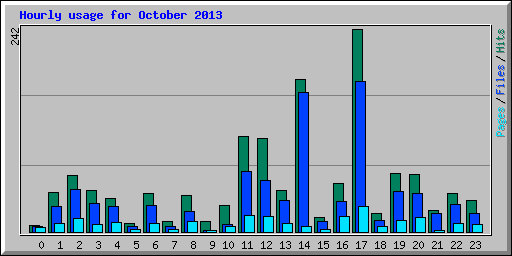 Hourly usage for October 2013
242
Pages/Files/Hits
0 1 2 3 4 5 6 7 8 9 10 11 12 13 14 15 16 17 18 19 20 21 22 23